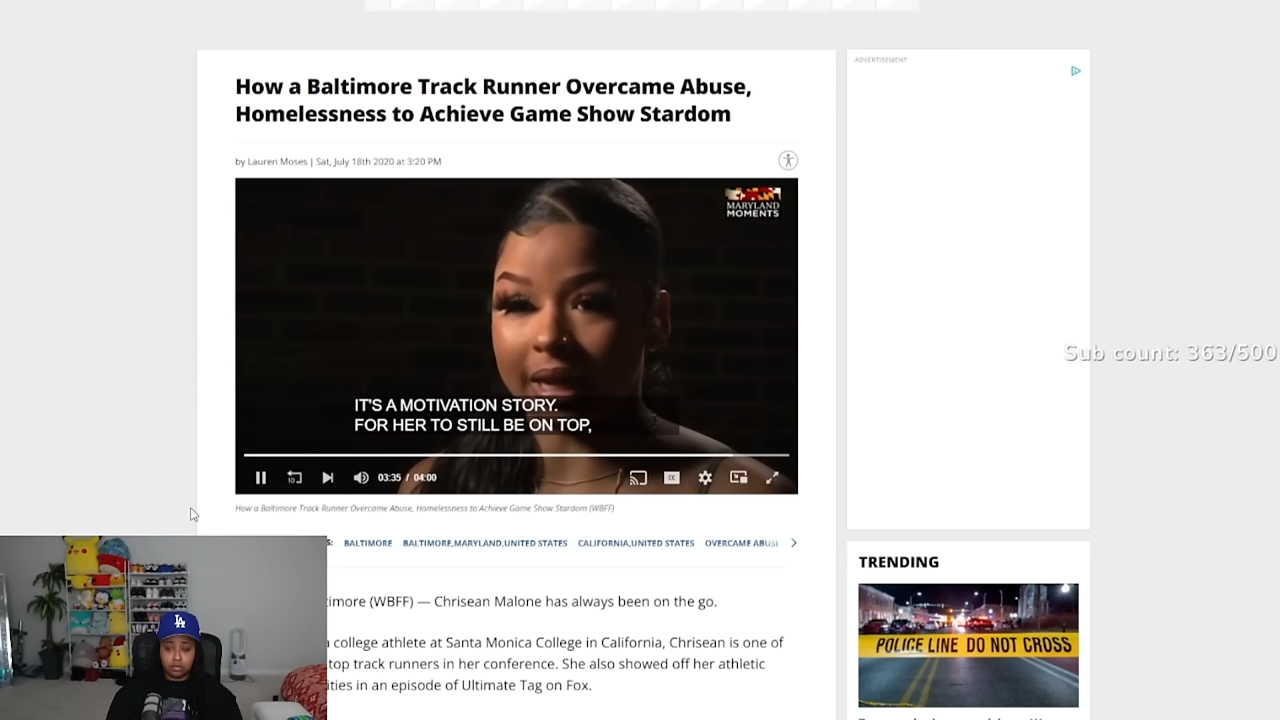 ADVERTISEMENT
How a Baltimore Track Runner Overcame Abuse,
Homelessness to Achieve Game Show Stardom
by Lauren Moses | Sat, July 18th 2020 at 3:20 PM
MARYLAND
MOMENTS
Sub count: 363/500
IT'S A MOTIVATION STORY.
FOR HER TO STILL BE ON TOP,
10
03:35 / 04:00
CC
How a Baltimore Track Runner Overcame Abuse, Homelessness to Achieve Game Show Stardom (WBFF)
S: BALTIMORE BALTIMORE,MARYLAND,UNITED STATES CALIFORNIA,UNITED STATES OVERCAME ABUSE
TRENDING
timore (WBFF) — Chrisean Malone has always been on the go.
college athlete at Santa Monica College in California, Chrisean is one of
top track runners in her conference. She also showed off her athletic
ities in an episode of Ultimate Tag on Fox.
POLICE LINE DO NOT CROSS
LA